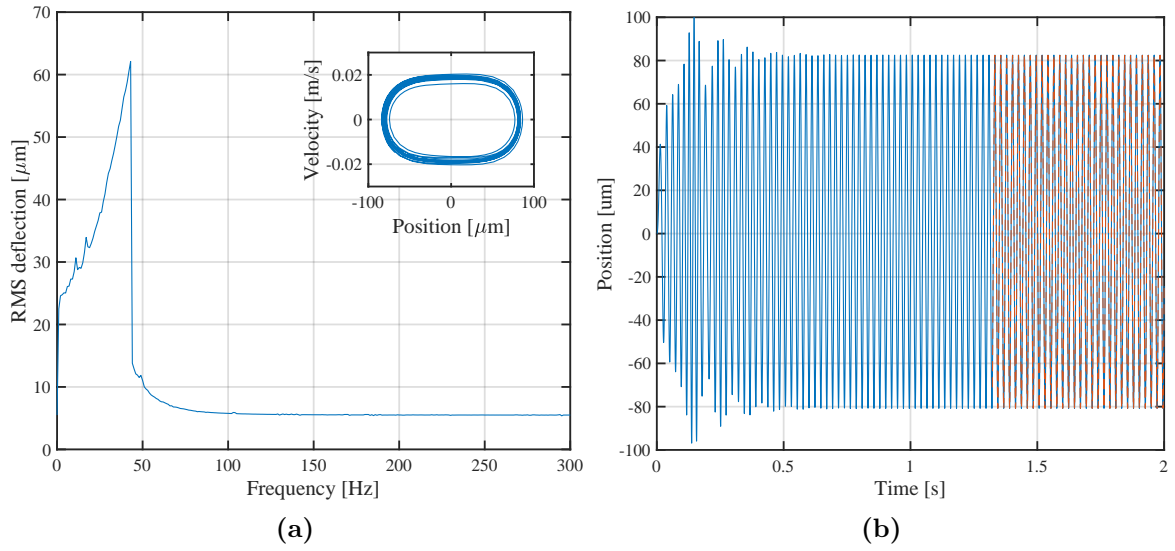 70
60
50
40
30
20
10
0
RMS deflection [μm]
0 50 100 150 200 250 300
Frequency [Hz]
0.02
0
-0.02
Velocity [m/s]
-100 0 100
Position [μm]
(a)
100
80
60
40
20
0
-20
-40
-60
-80
-100
Position [um]
0 0.5 1 1.5 2
Time [s]
(b)